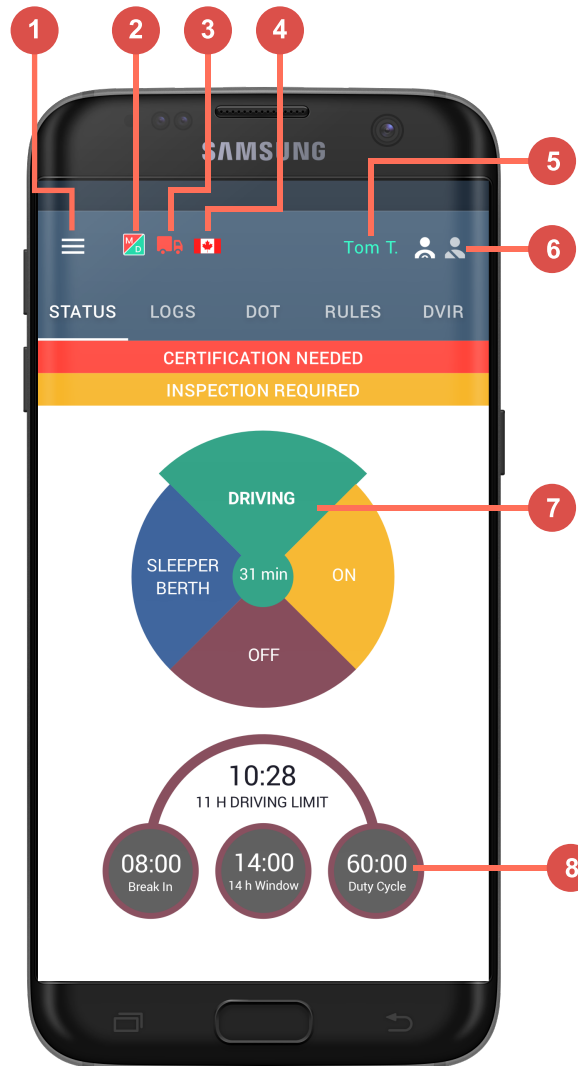 1 2 3 4
SAMSUNG
5
M D
Tom T.
6
STATUS LOGS DOT RULES DVIR
CERTIFICATION NEEDED
INSPECTION REQUIRED
DRIVING
7
SLEEPER
BERTH
31 min
ON
OFF
10:28
11 H DRIVING LIMIT
08:00
Break In
14:00
14 h Window
60:00
Duty Cycle
8